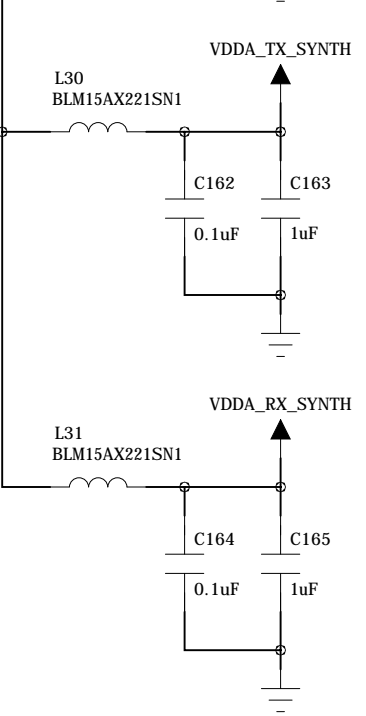 VDDA_TX_SYNTH
L30
BLM15AX221SN1
C162
C163
0.1uF
1uF
VDDA_RX_SYNTH
L31
BLM15AX221SN1
C164
C165
0.1uF
1uF